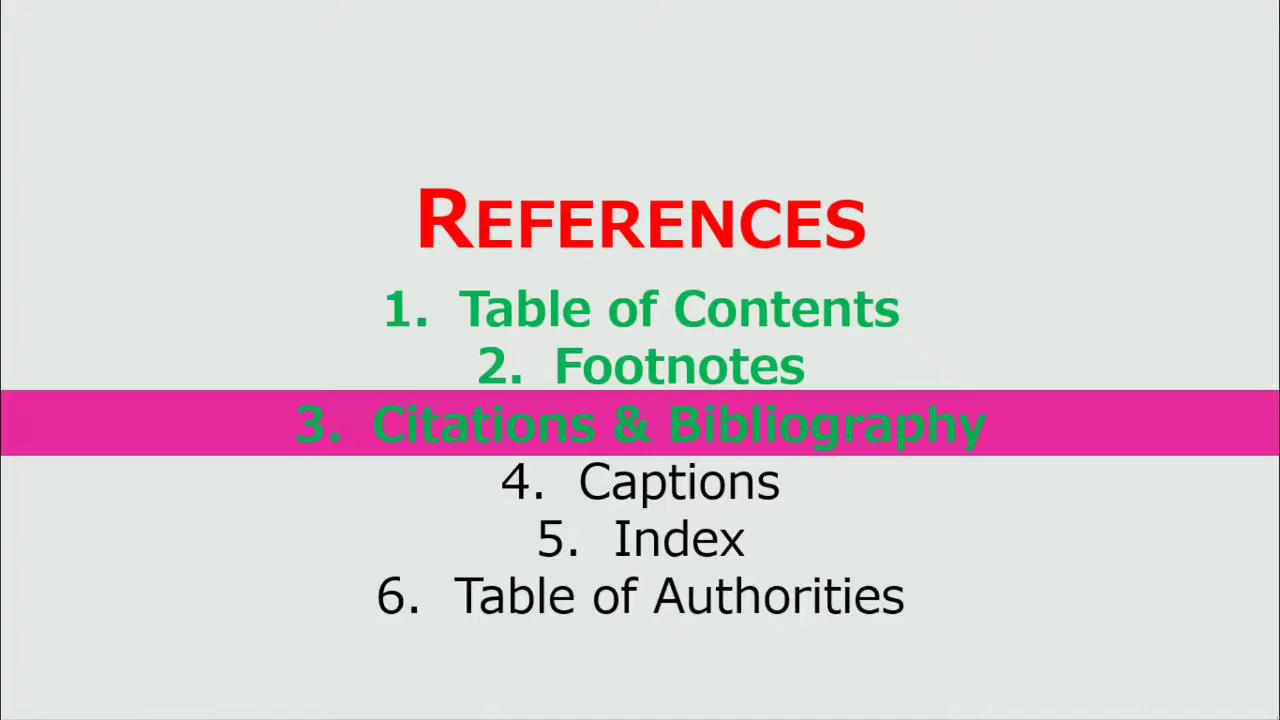 REFERENCES
1. Table of Contents
2. Footnotes
3. Citations & Bibliography
4. Captions
5. Index
6. Table of Authorities